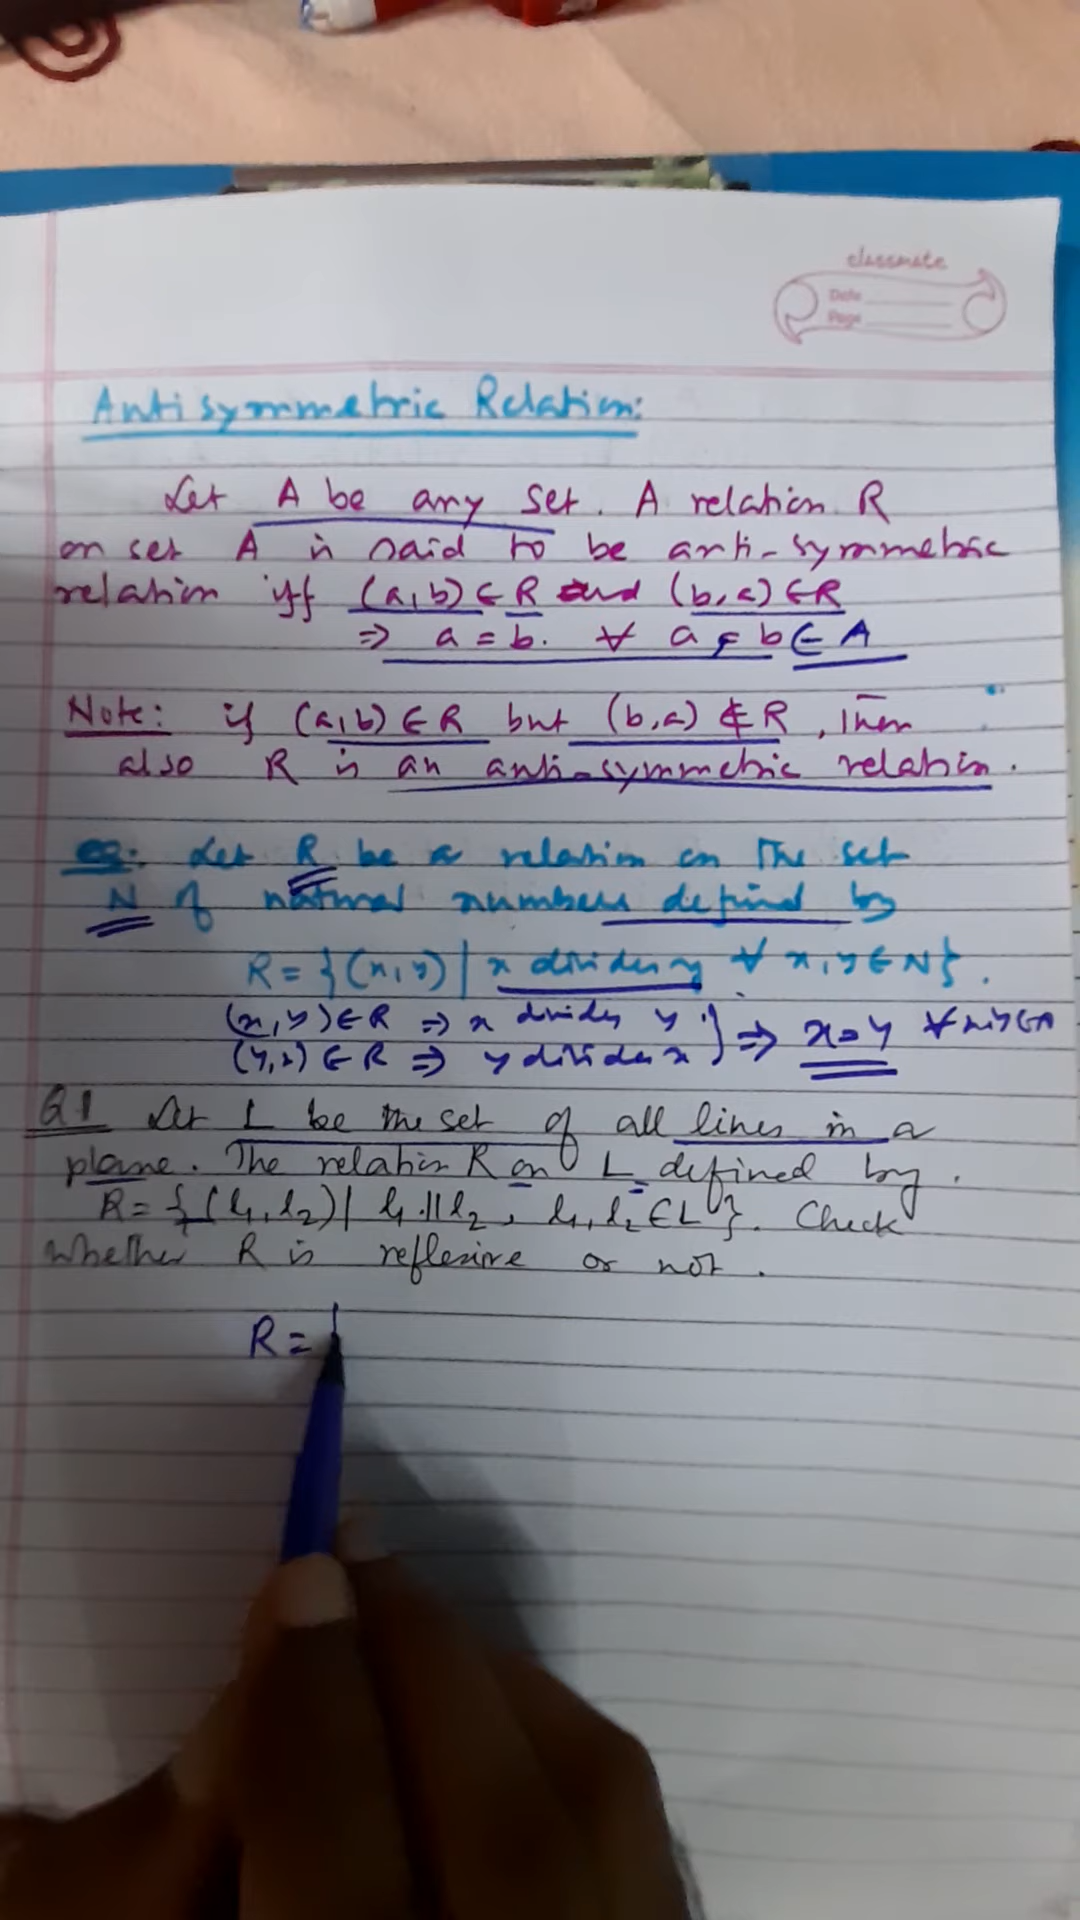 classmate
Date
Page
Antisymmetric Relation:
Let A be any set. A relation R
on set A is said to be anti-symmetric
relation iff (a,b) ∈ R and (b,a) ∈ R
⇒ a = b. ∀ a, b ∈ A
Note: if (a,b) ∈ R but (b,a) ∉ R, then
also R is an anti-symmetric relation.
eg: Let R be a relation on the set
N of natural numbers defined by
R = {(x,y) | x divides y ∀ x,y ∈ N}.
(x,y) ∈ R ⇒ x divides y } ⇒ x=y ∀ x,y ∈
(y,x) ∈ R ⇒ y divides x
Q1 Let L be the set of all lines in a
plane. The relation R on L defined by.
R = {(l1, l2) | l1 || l2, l1, l2 ∈ L}. Check
whether R is reflexive or not.
R =